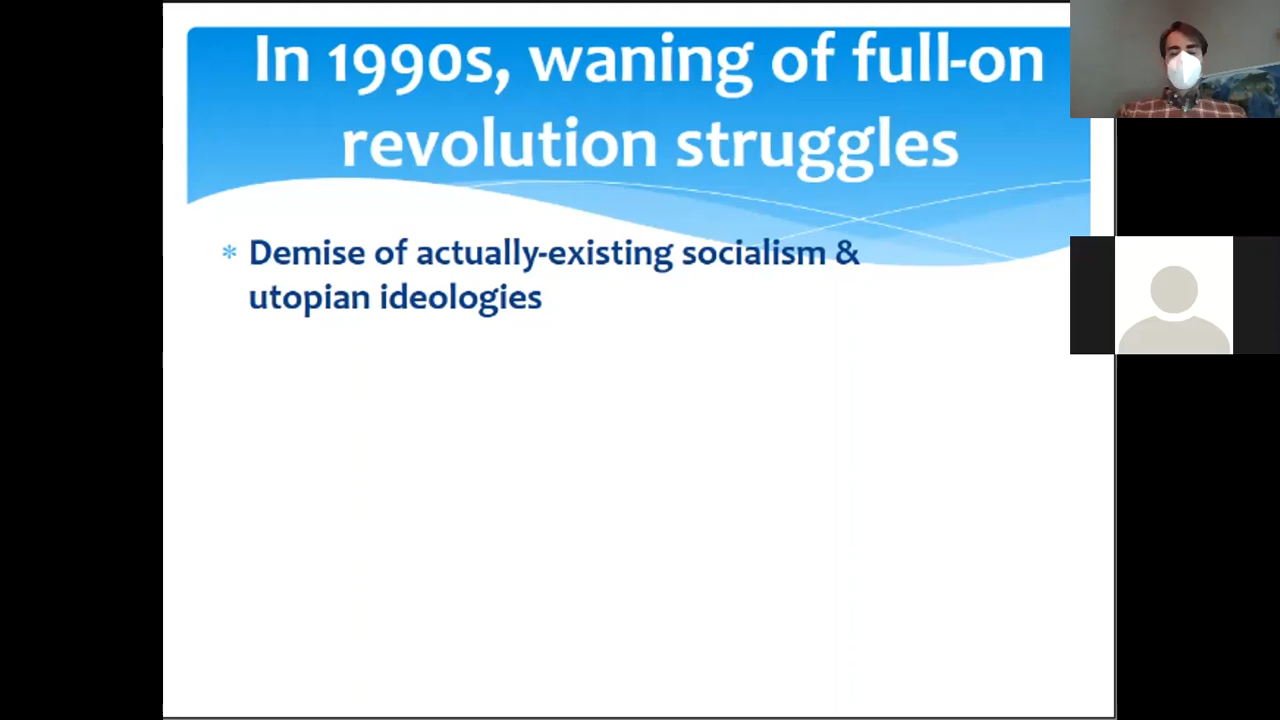 In 1990s, waning of full-on
revolution struggles
* Demise of actually-existing socialism &
utopian ideologies